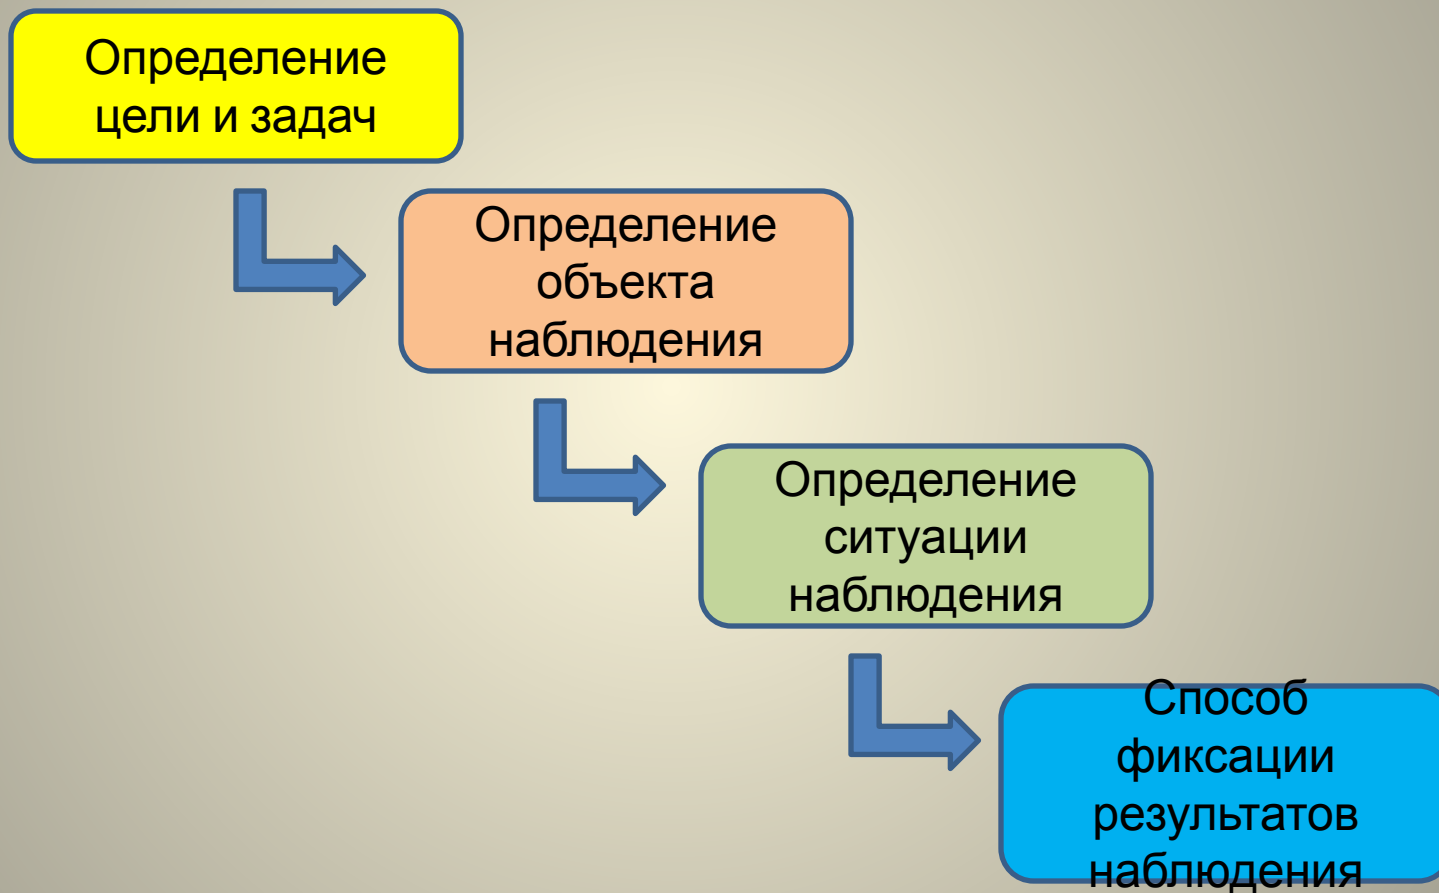 Определение
цели и задач
Определение
объекта
наблюдения
Определение
ситуации
наблюдения
Способ
фиксации
результатов
наблюдения